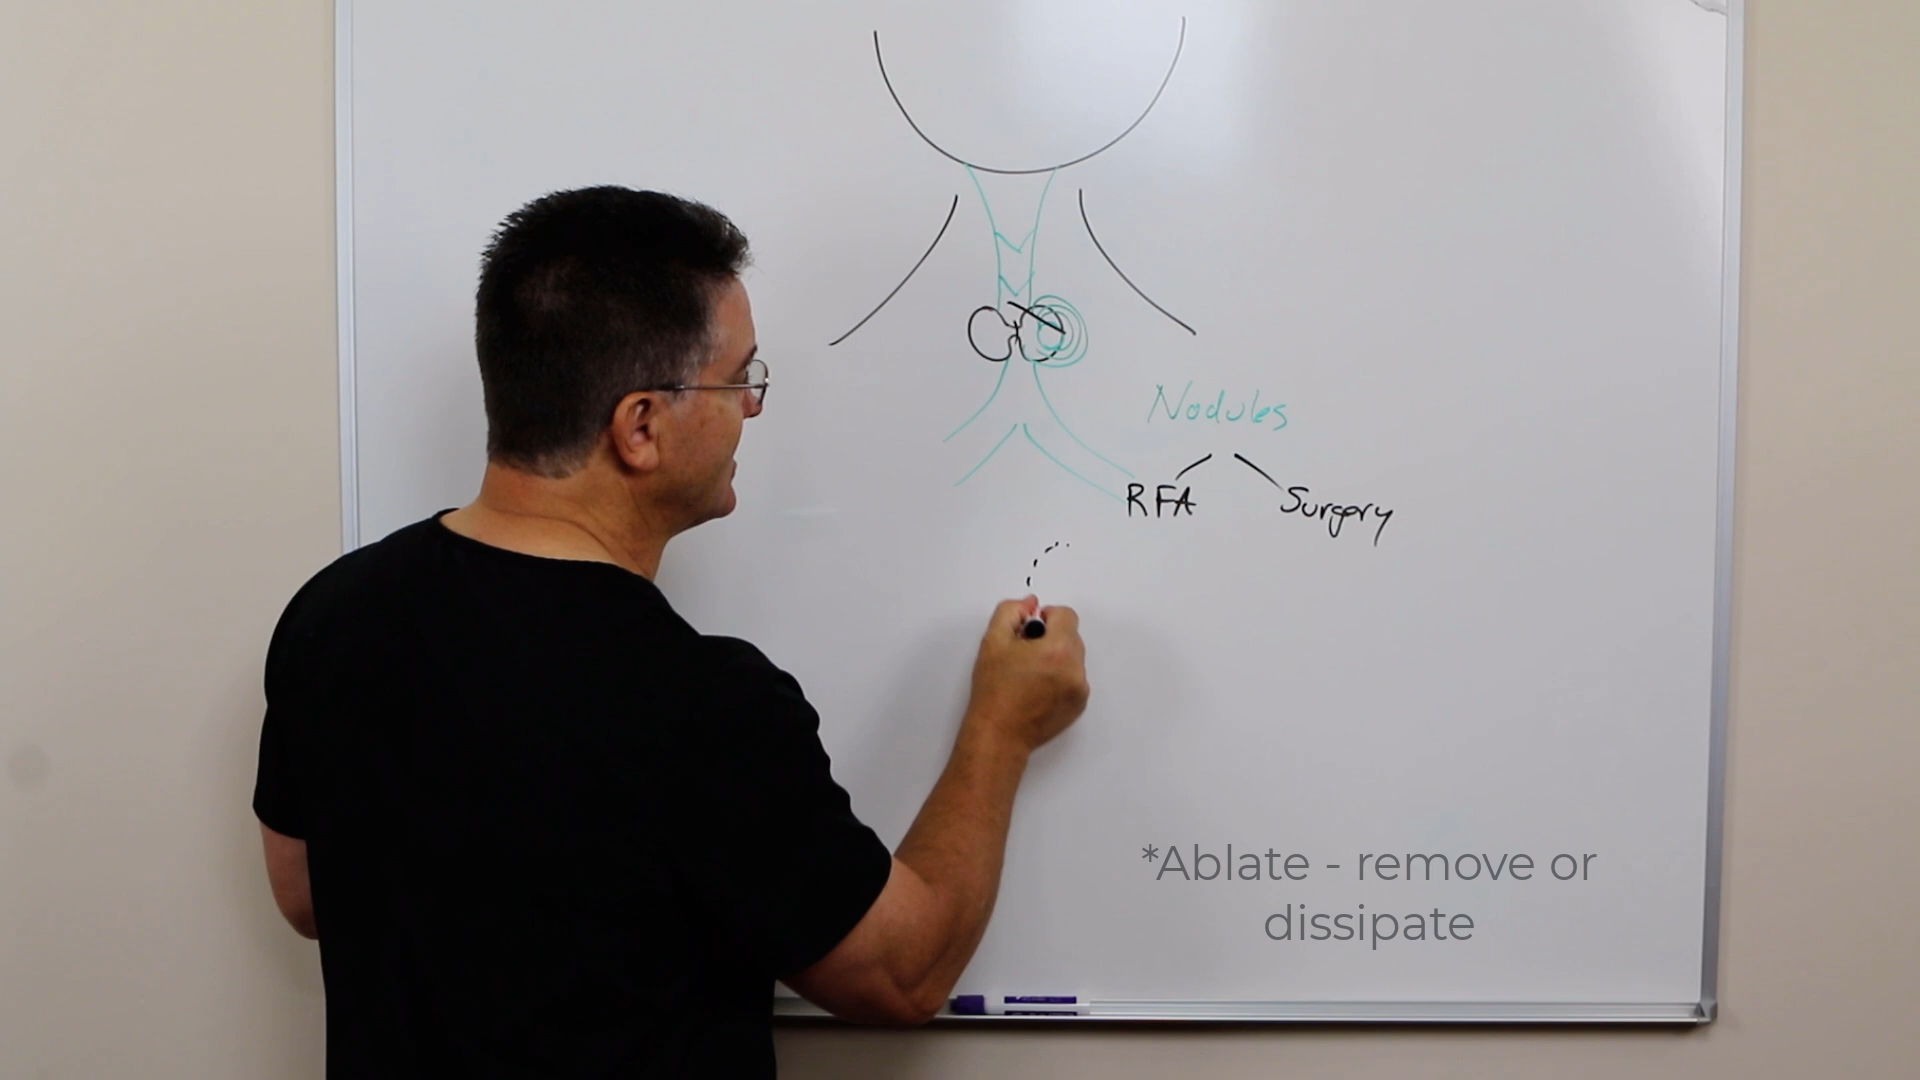 Nodules
RFA Surgery
*Ablate - remove or
dissipate